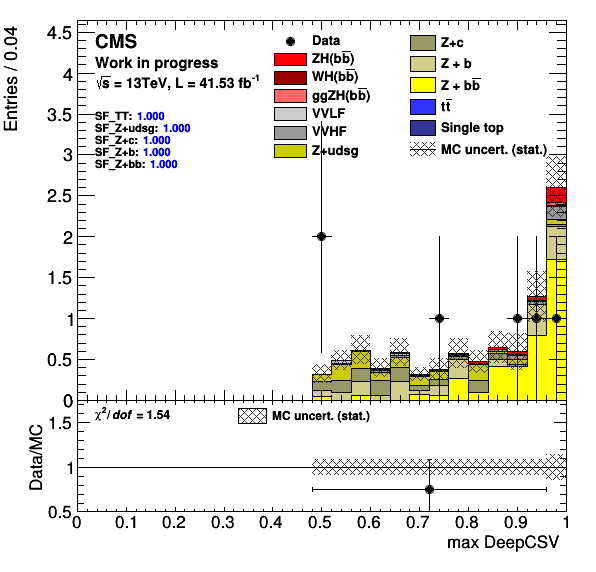 Entries / 0.04
4.5
4
3.5
3
2.5
2
1.5
1
0.5
0
CMS
Work in progress
√s = 13TeV, L = 41.53 fb⁻¹
SF_TT: 1.000
SF_Z+udsg: 1.000
SF_Z+c: 1.000
SF_Z+b: 1.000
SF_Z+bb: 1.000
Data
ZH(bb̅)
WH(bb̅)
ggZH(bb̅)
VVLF
VVHF
Z+udsg
Z+c
Z + b
Z + bb̅
tt̅
Single top
MC uncert. (stat.)
Data/MC
1.5
1
0.5
χ²/dof = 1.54
MC uncert. (stat.)
0 0.1 0.2 0.3 0.4 0.5 0.6 0.7 0.8 0.9 1
max DeepCSV